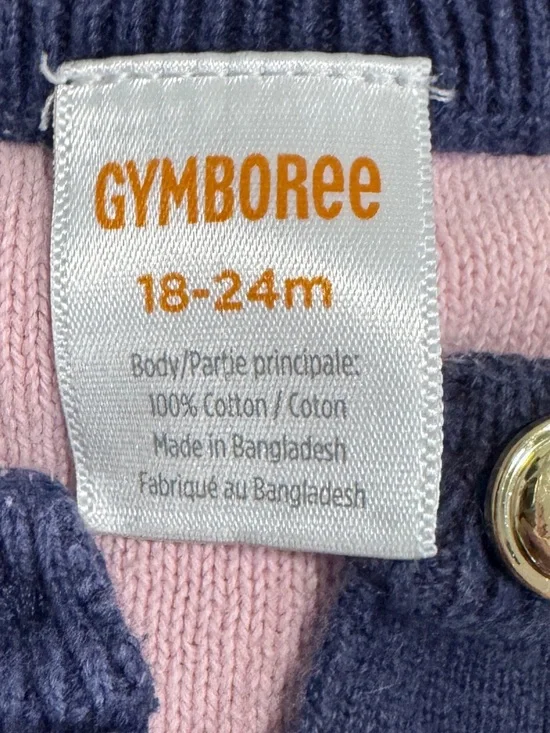 GYMBORee
18-24m
Body/Partie principale:
100% Cotton / Coton
Made in Bangladesh
Fabriqué au Bangladesh